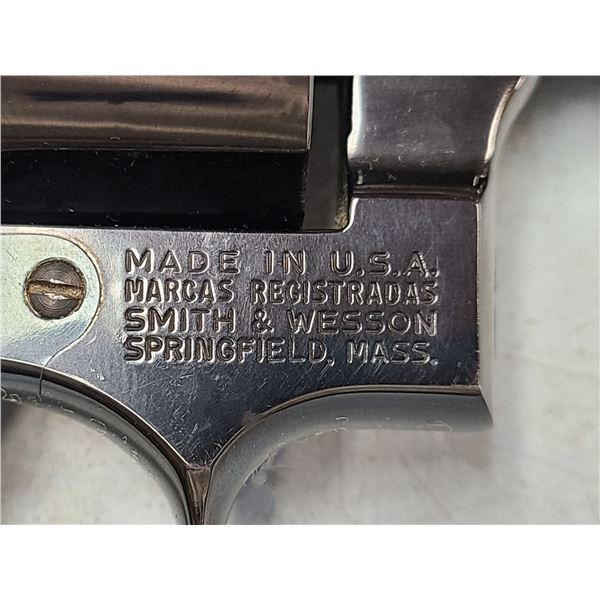 MADE IN U.S.A.
MARCAS REGISTRADAS
SMITH & WESSON
SPRINGFIELD, MASS.